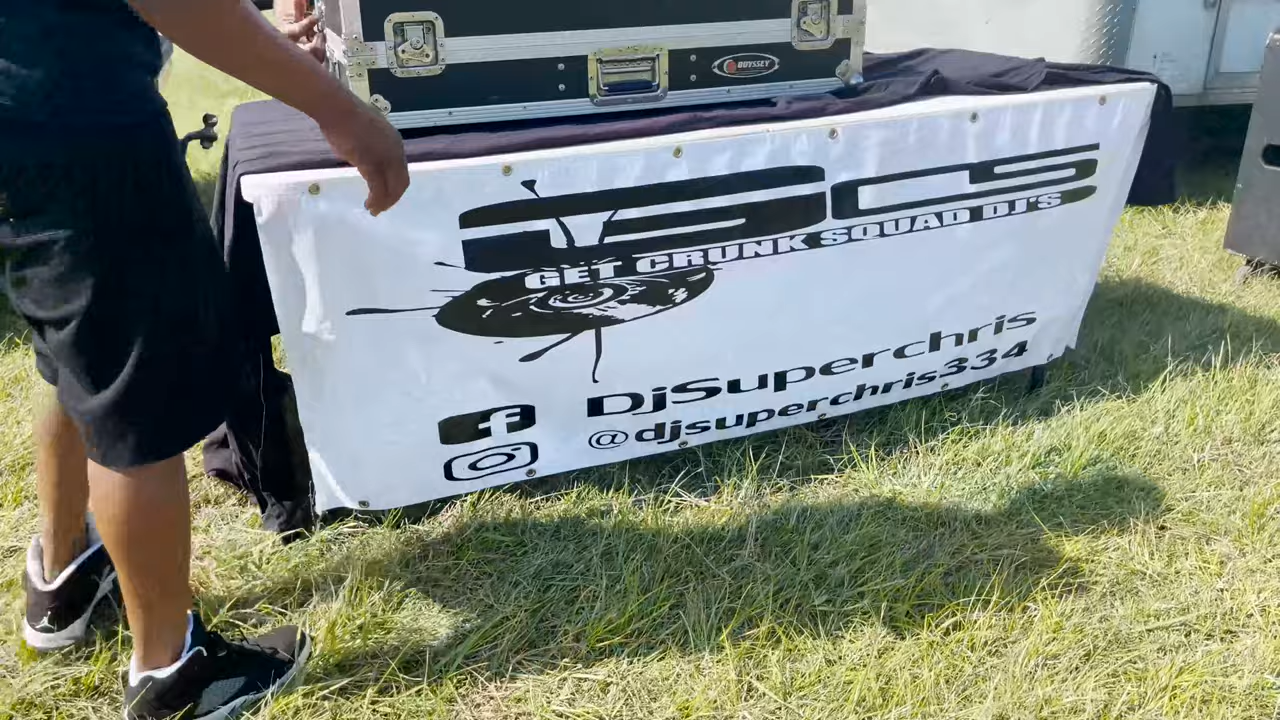 ODYSSEY
GCS
GET CRUNK SQUAD DJ'S
DjSuperchris
@djsuperchris334